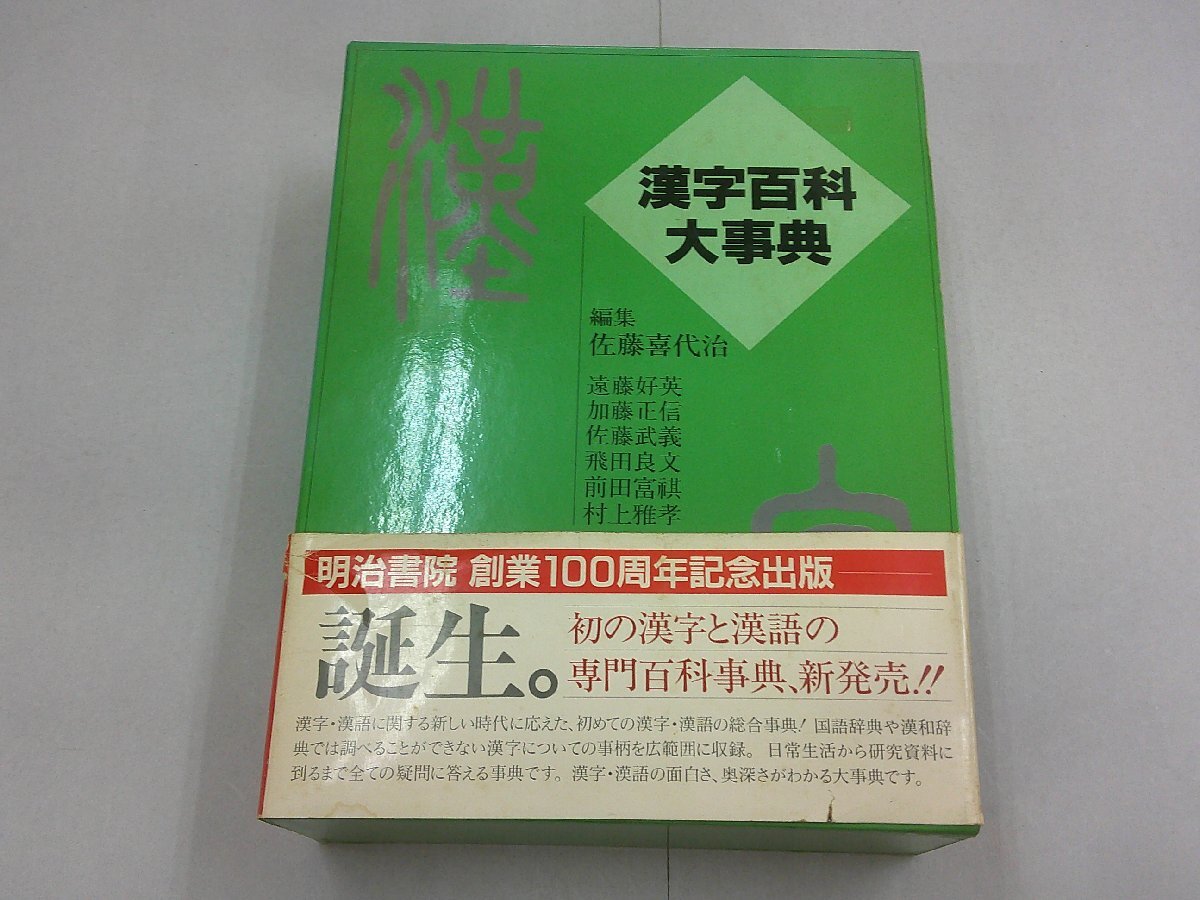 漢
漢字百科
大事典
編集
佐藤喜代治
遠藤好英
加藤正信
佐藤武義
飛田良文
前田富祺
村上雅孝
明治書院 創業100周年記念出版
誕生。
初の漢字と漢語の
専門百科事典、新発売!!
漢字・漢語に関する新しい時代に応えた、初めての漢字・漢語の総合事典! 国語辞典や漢和辞
典では調べることができない漢字についての事柄を広範囲に収録。 日常生活から研究資料に
到るまで全ての疑問に答える事典です。漢字・漢語の面白さ、奥深さがわかる大事典です。